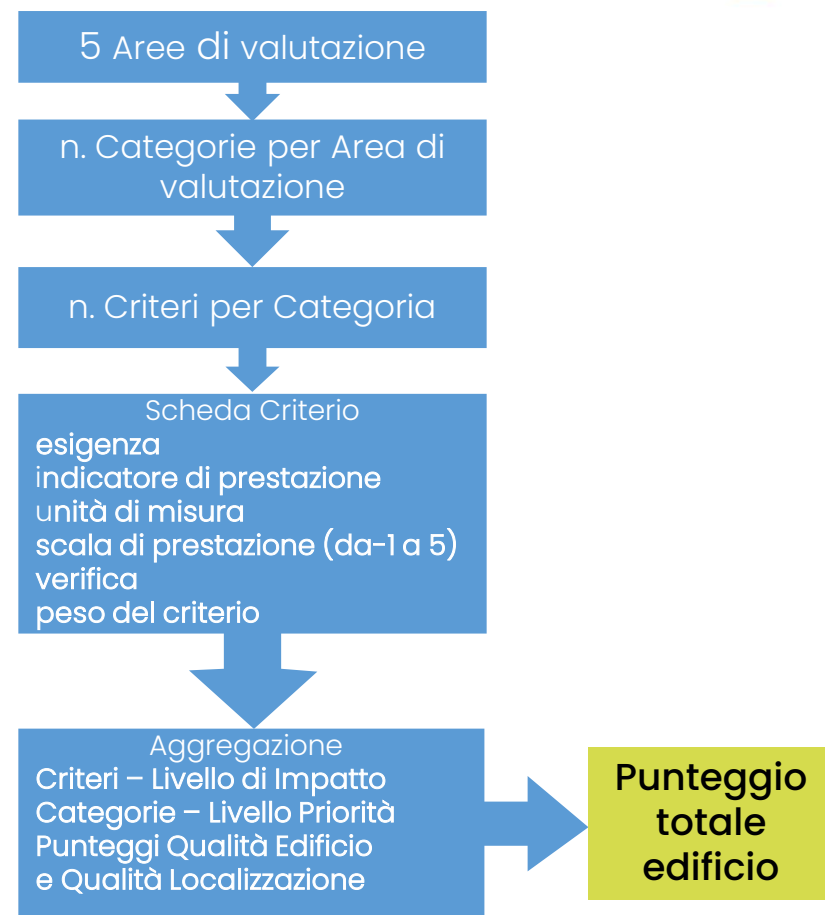 5 Aree di valutazione
n. Categorie per Area di
valutazione
n. Criteri per Categoria
Scheda Criterio
esigenza
indicatore di prestazione
unità di misura
scala di prestazione (da-1 a 5)
verifica
peso del criterio
Aggregazione
Criteri – Livello di Impatto
Categorie – Livello Priorità
Punteggi Qualità Edificio
e Qualità Localizzazione
Punteggio
totale
edificio